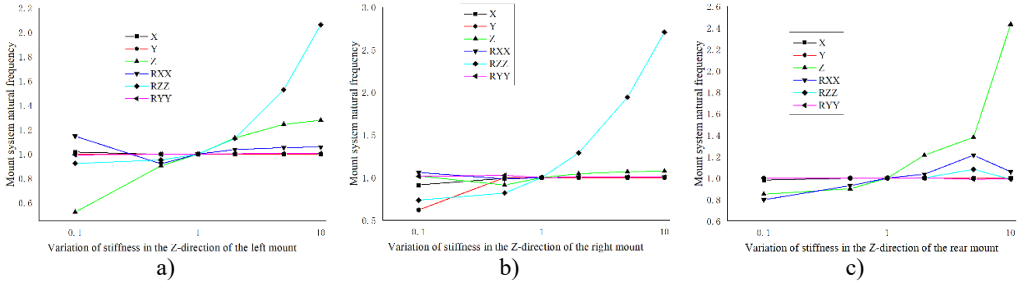 Mount system natural frequency
2.2
2.0
1.8
1.6
1.4
1.2
1.0
0.8
0.6
X
Y
Z
RXX
RZZ
RYY
0.1
1
10
Variation of stiffness in the Z-direction of the left mount
a)
Mount system natural frequency
3.0
2.5
2.0
1.5
1.0
0.5
X
Y
Z
RXX
RZZ
RYY
0.1
1
10
Variation of stiffness in the Z-direction of the right mount
b)
Mount system natural frequency
2.6
2.4
2.2
2.0
1.8
1.6
1.4
1.2
1.0
0.8
0.6
X
Y
Z
RXX
RZZ
RYY
0.1
1
10
Variation of stiffness in the Z-direction of the rear mount
c)